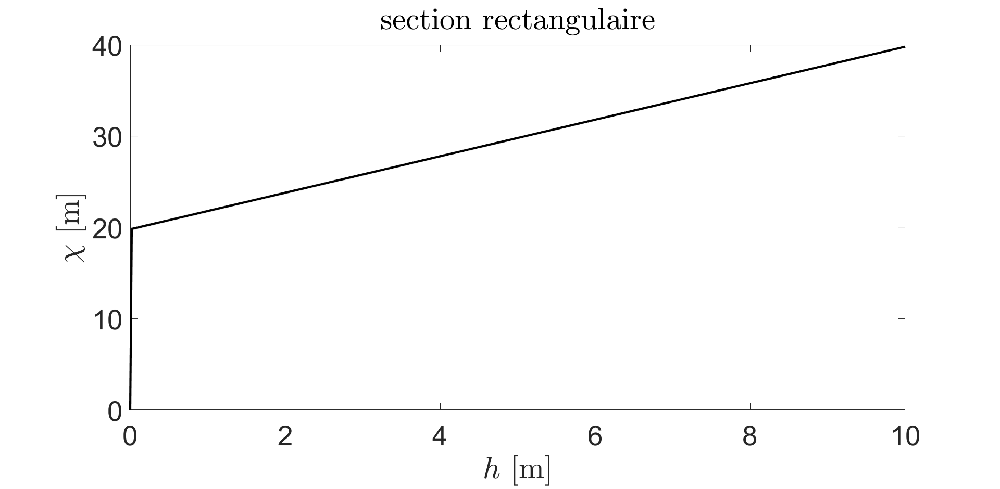 section rectangulaire
40
30
20
10
0
χ [m]
0 2 4 6 8 10
h [m]